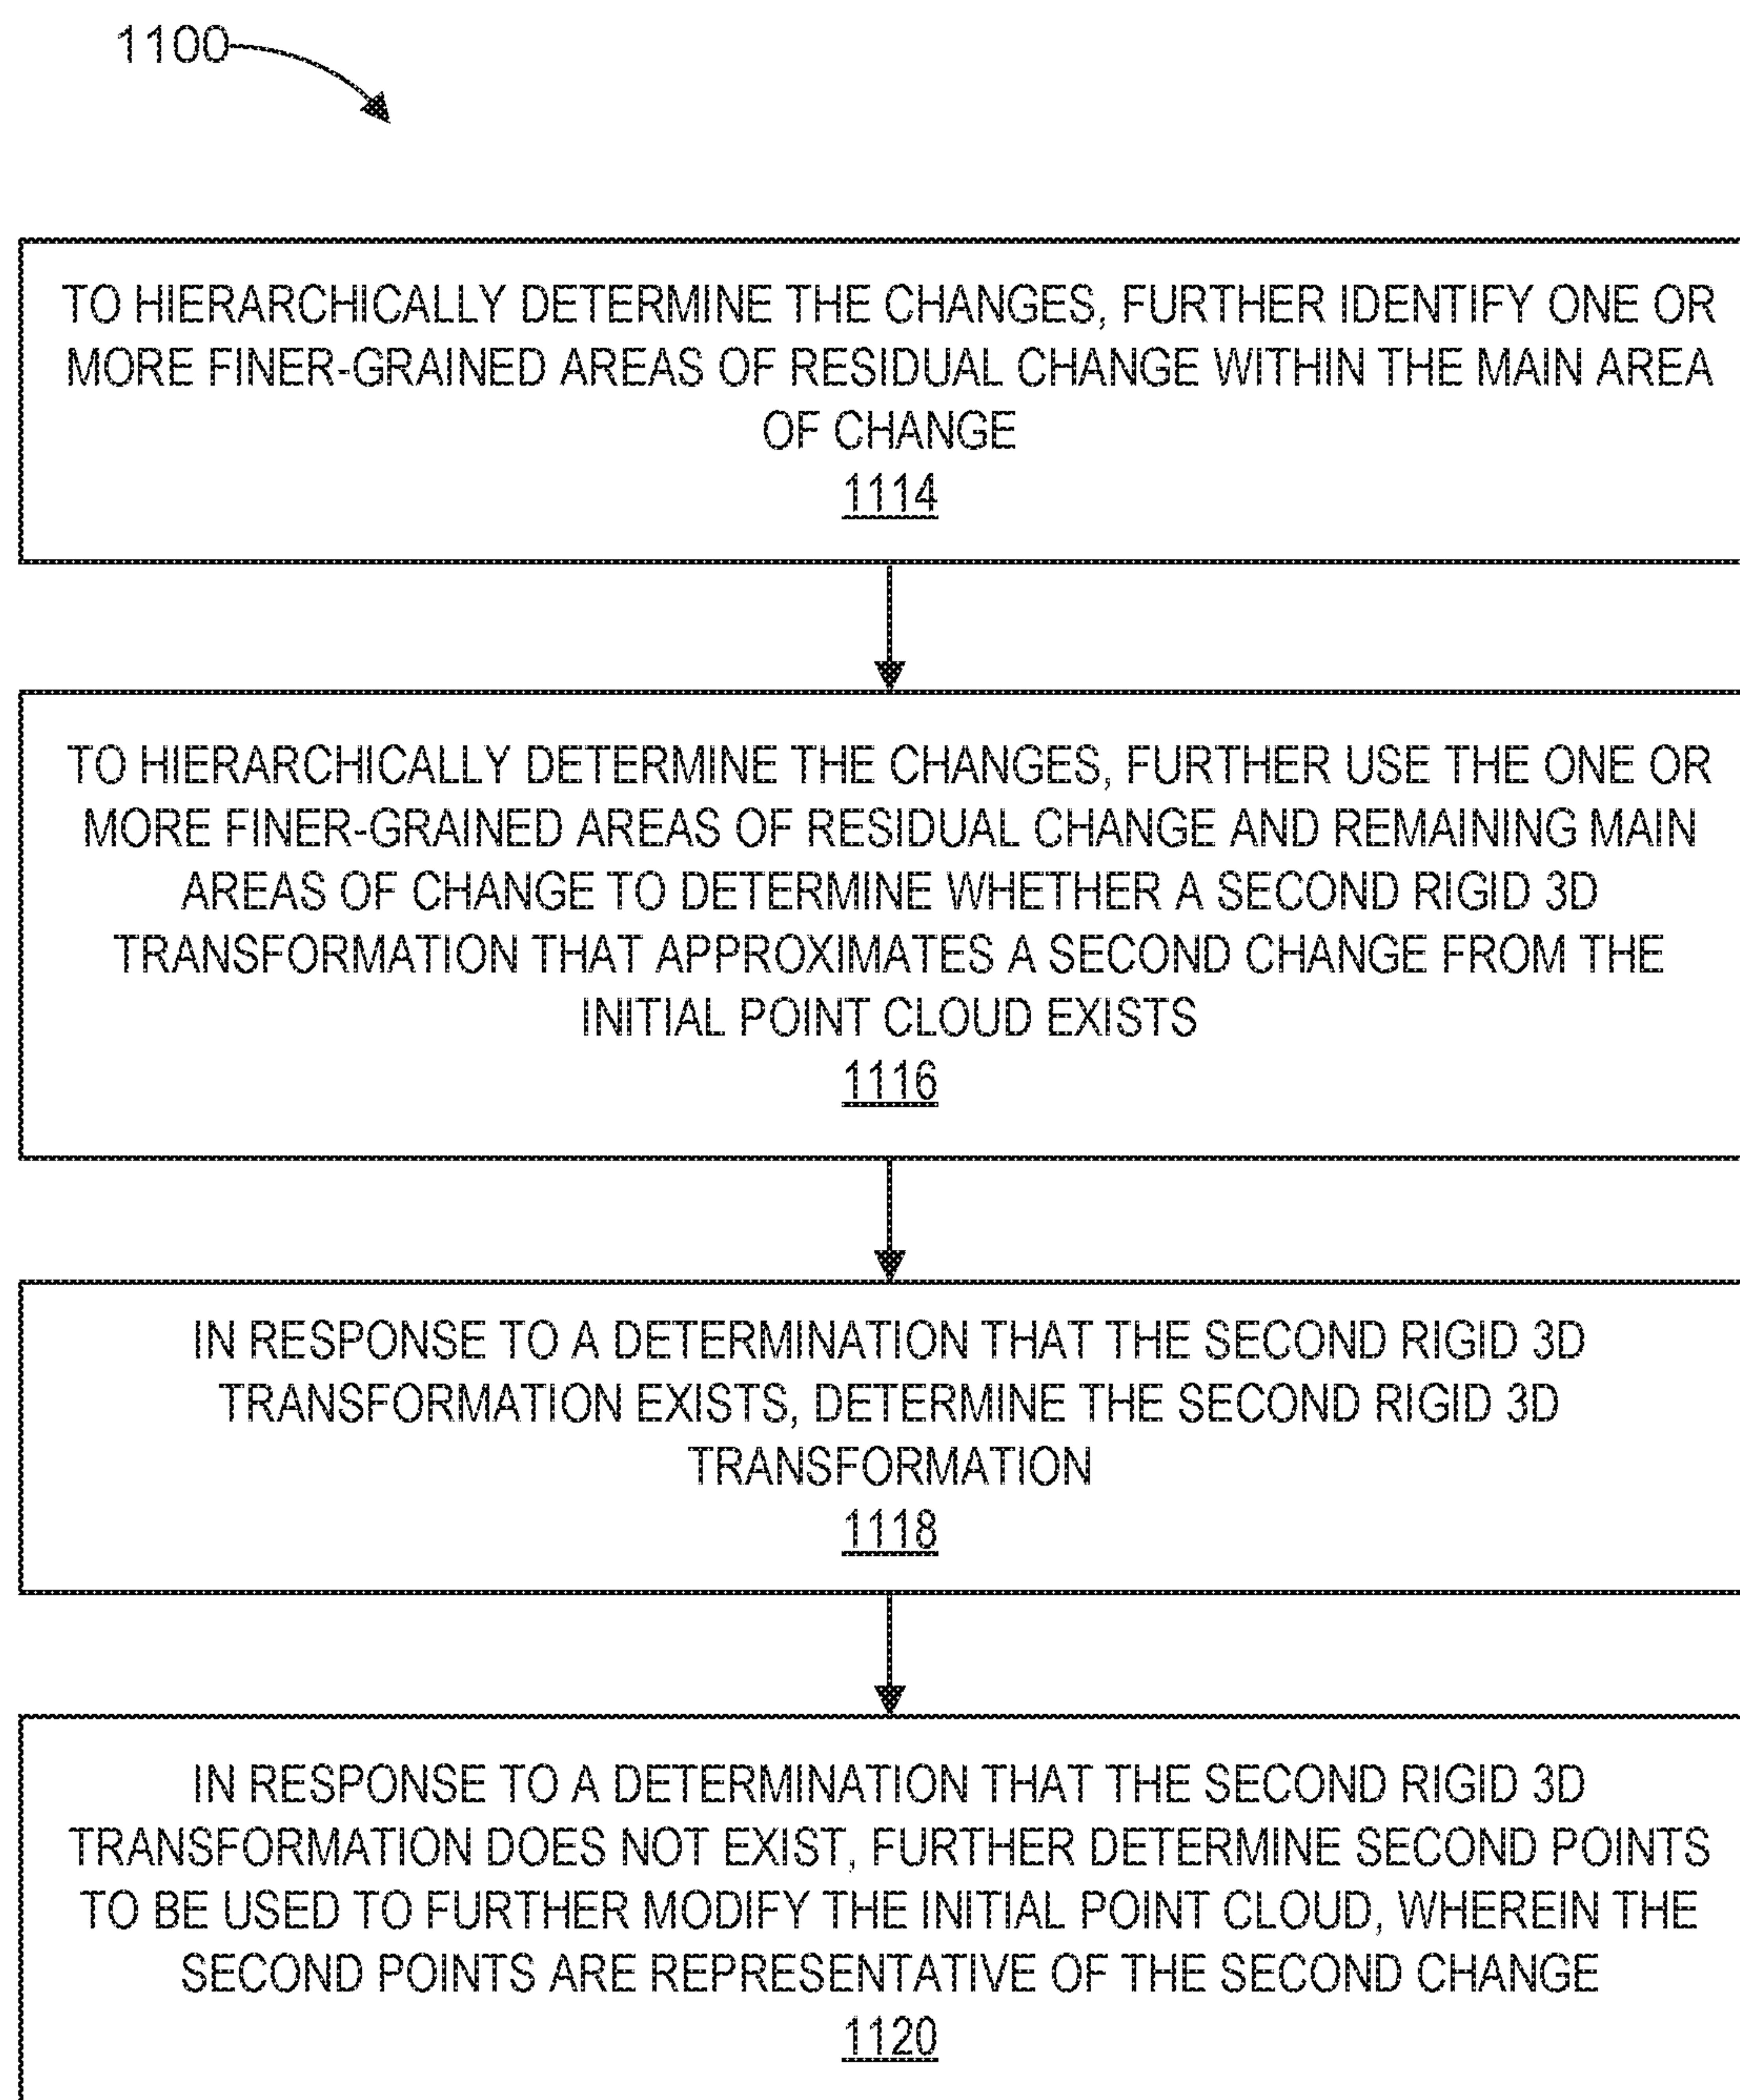 1100
TO HIERARCHICALLY DETERMINE THE CHANGES, FURTHER IDENTIFY ONE OR
MORE FINER-GRAINED AREAS OF RESIDUAL CHANGE WITHIN THE MAIN AREA
OF CHANGE
1114
TO HIERARCHICALLY DETERMINE THE CHANGES, FURTHER USE THE ONE OR
MORE FINER-GRAINED AREAS OF RESIDUAL CHANGE AND REMAINING MAIN
AREAS OF CHANGE TO DETERMINE WHETHER A SECOND RIGID 3D
TRANSFORMATION THAT APPROXIMATES A SECOND CHANGE FROM THE
INITIAL POINT CLOUD EXISTS
1116
IN RESPONSE TO A DETERMINATION THAT THE SECOND RIGID 3D
TRANSFORMATION EXISTS, DETERMINE THE SECOND RIGID 3D
TRANSFORMATION
1118
IN RESPONSE TO A DETERMINATION THAT THE SECOND RIGID 3D
TRANSFORMATION DOES NOT EXIST, FURTHER DETERMINE SECOND POINTS
TO BE USED TO FURTHER MODIFY THE INITIAL POINT CLOUD, WHEREIN THE
SECOND POINTS ARE REPRESENTATIVE OF THE SECOND CHANGE
1120